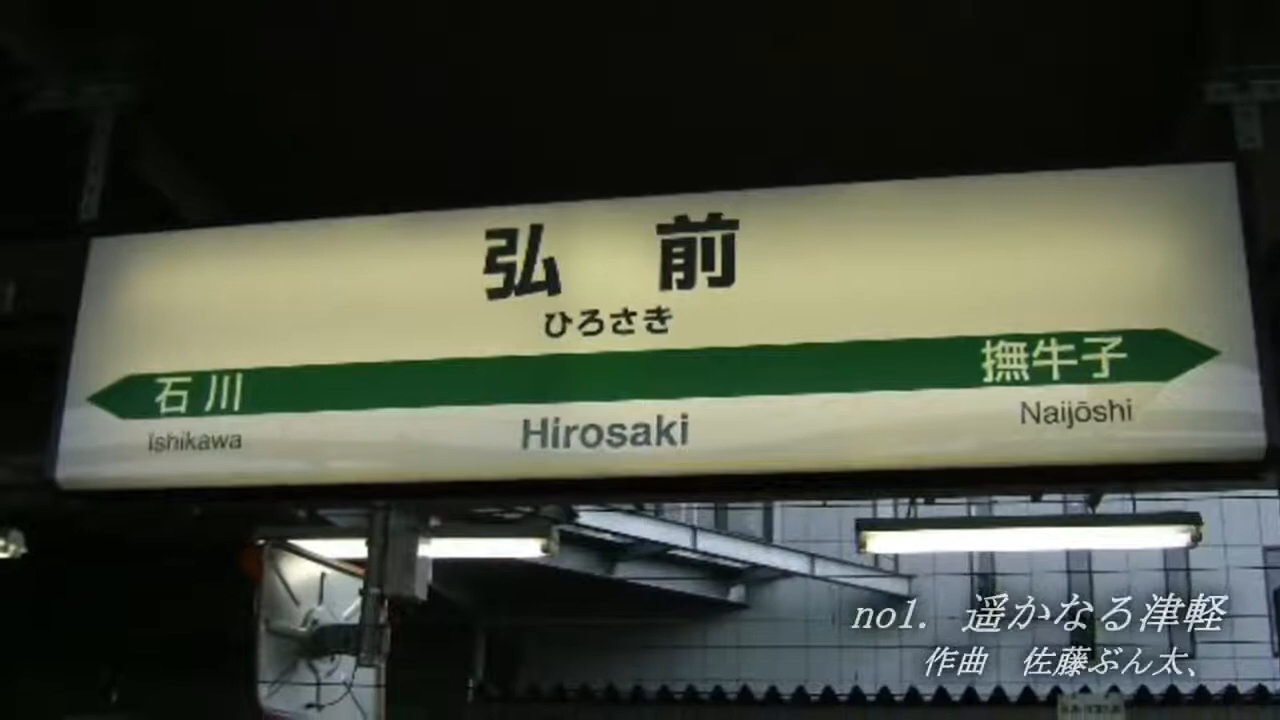 弘前
ひろさき
石川
撫牛子
Ishikawa
Hirosaki
Naijōshi
no1. 遥かなる津軽
作曲 佐藤ぶん太、